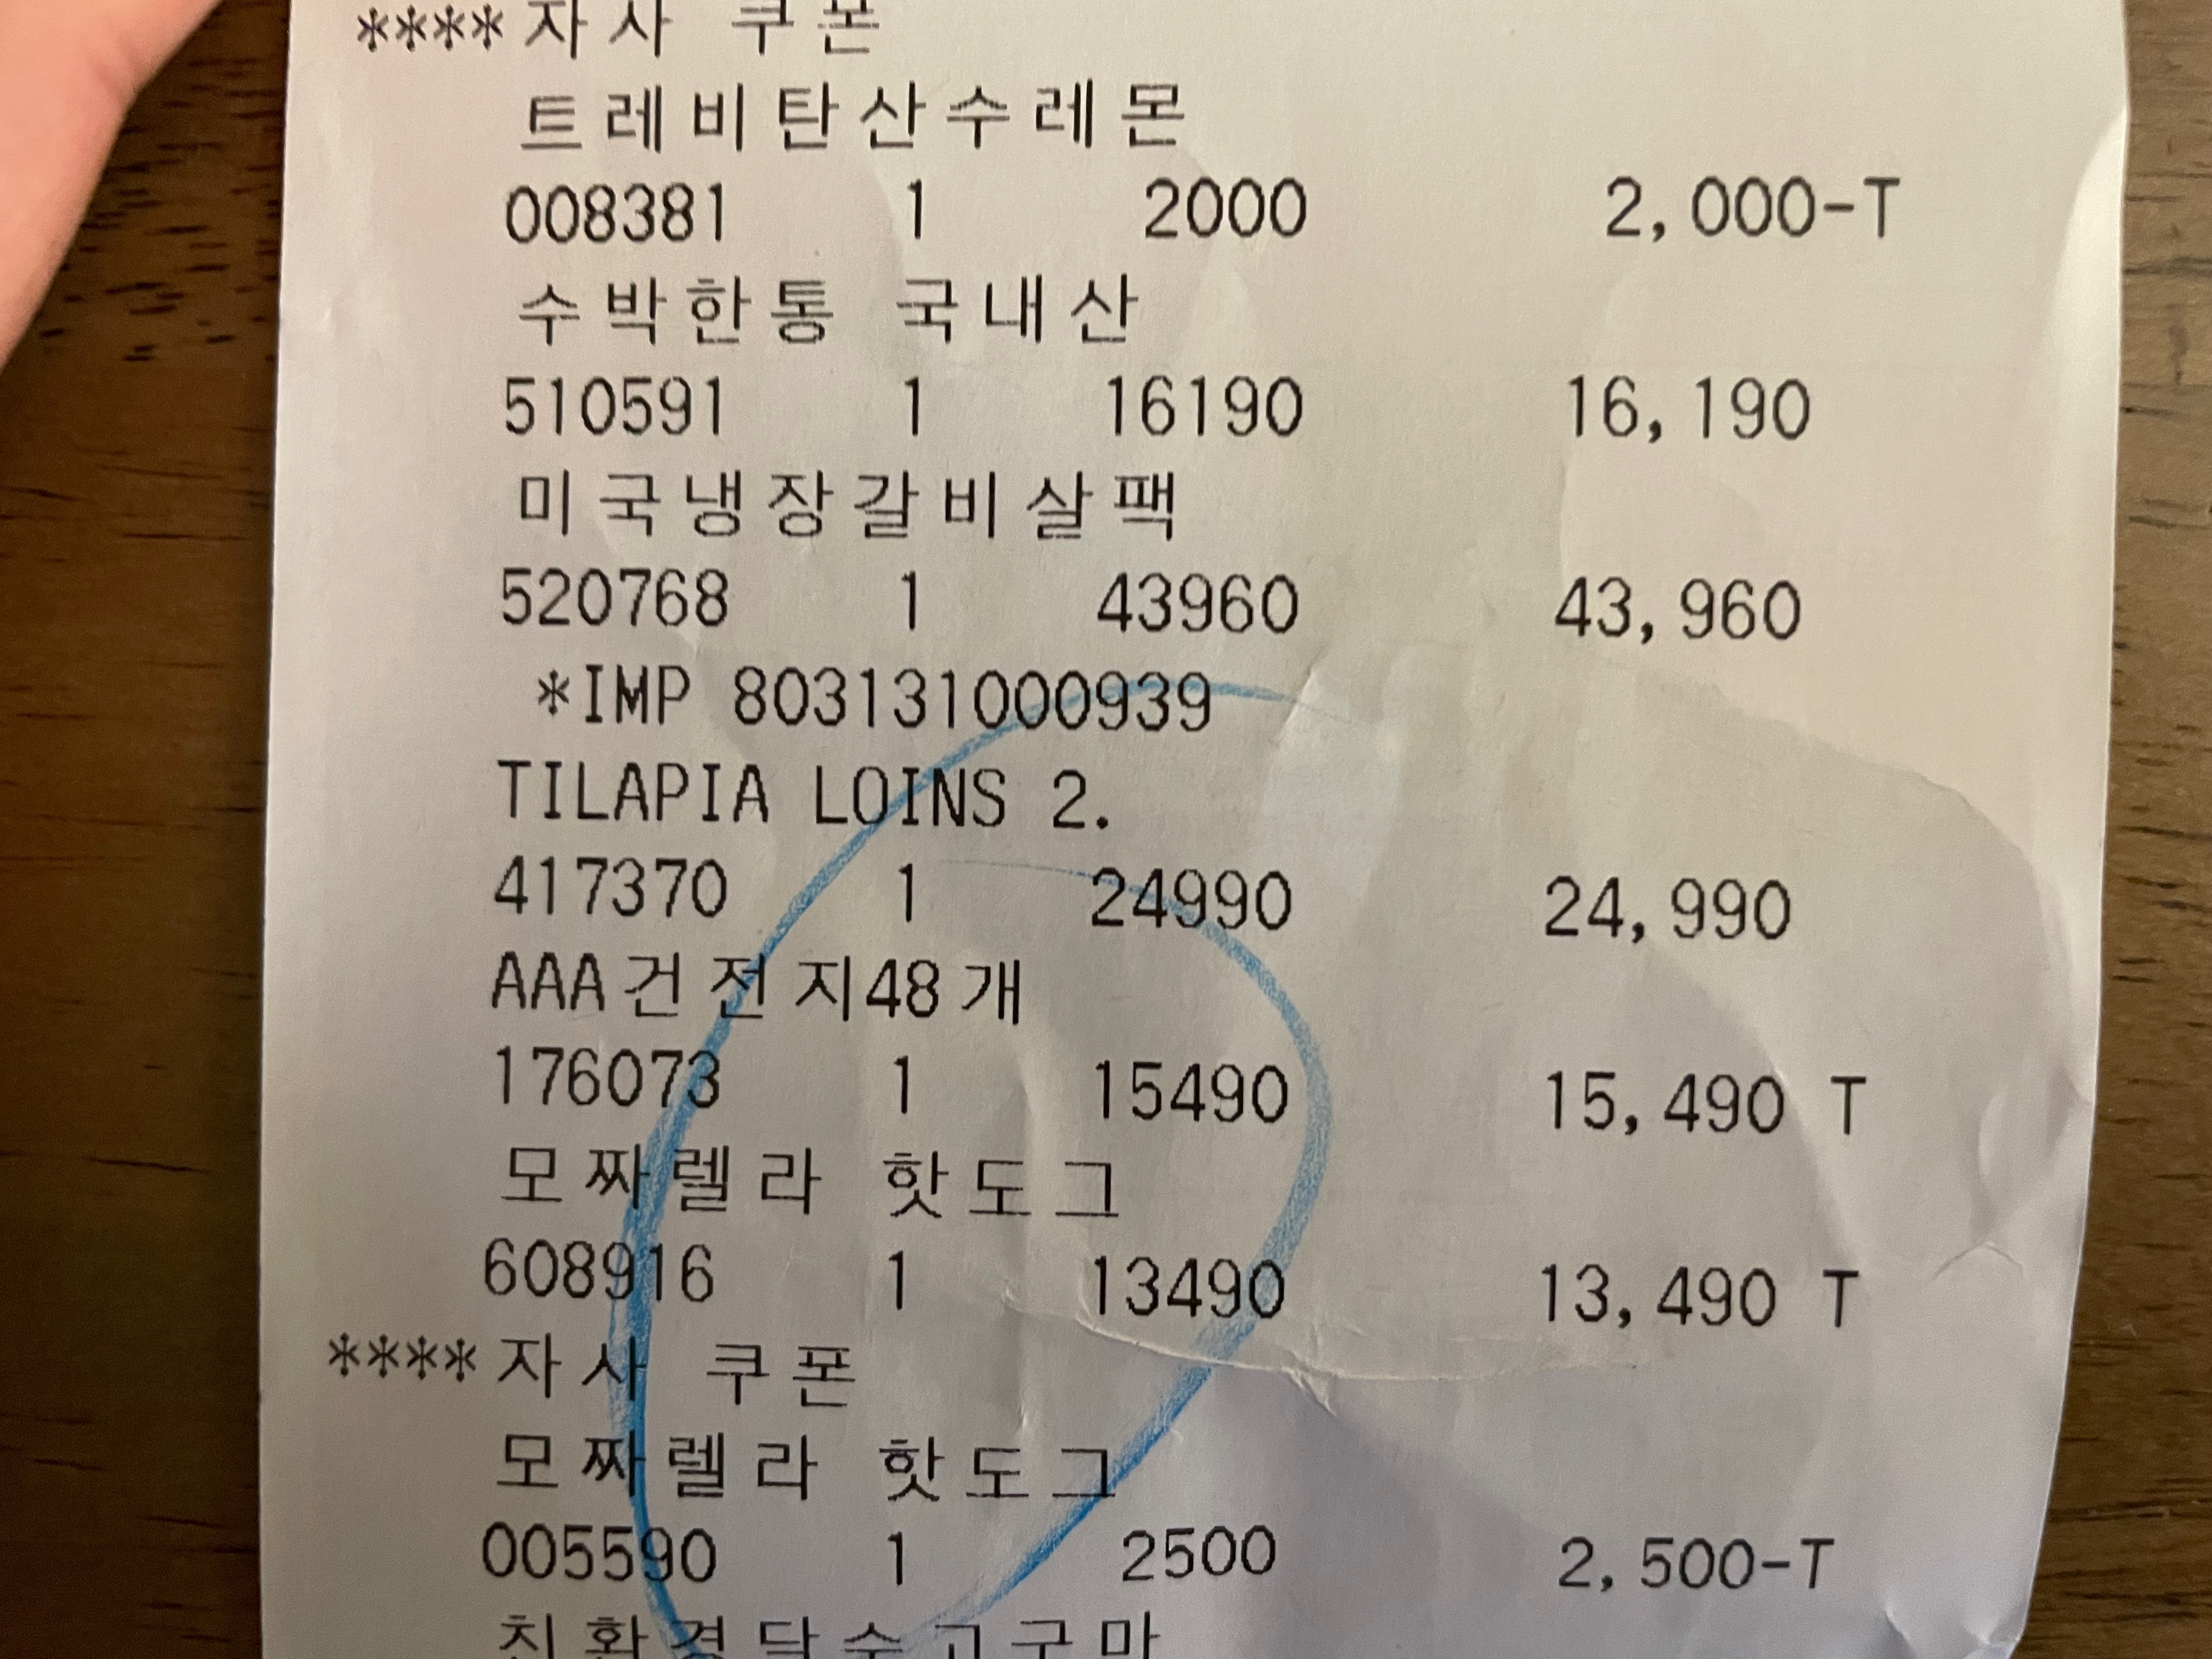 ****자사 쿠폰
트레비탄산수레몬
008381 1 2000 2,000-T
수박한통 국내산
510591 1 16190 16,190
미국냉장갈비살팩
520768 1 43960 43,960
*IMP 803131000939
TILAPIA LOINS 2.
417370 1 24990 24,990
AAA건전지48개
176073 1 15490 15,490 T
모짜렐라 핫도그
608916 1 13490 13,490 T
****자사 쿠폰
모짜렐라 핫도그
005590 1 2500 2,500-T